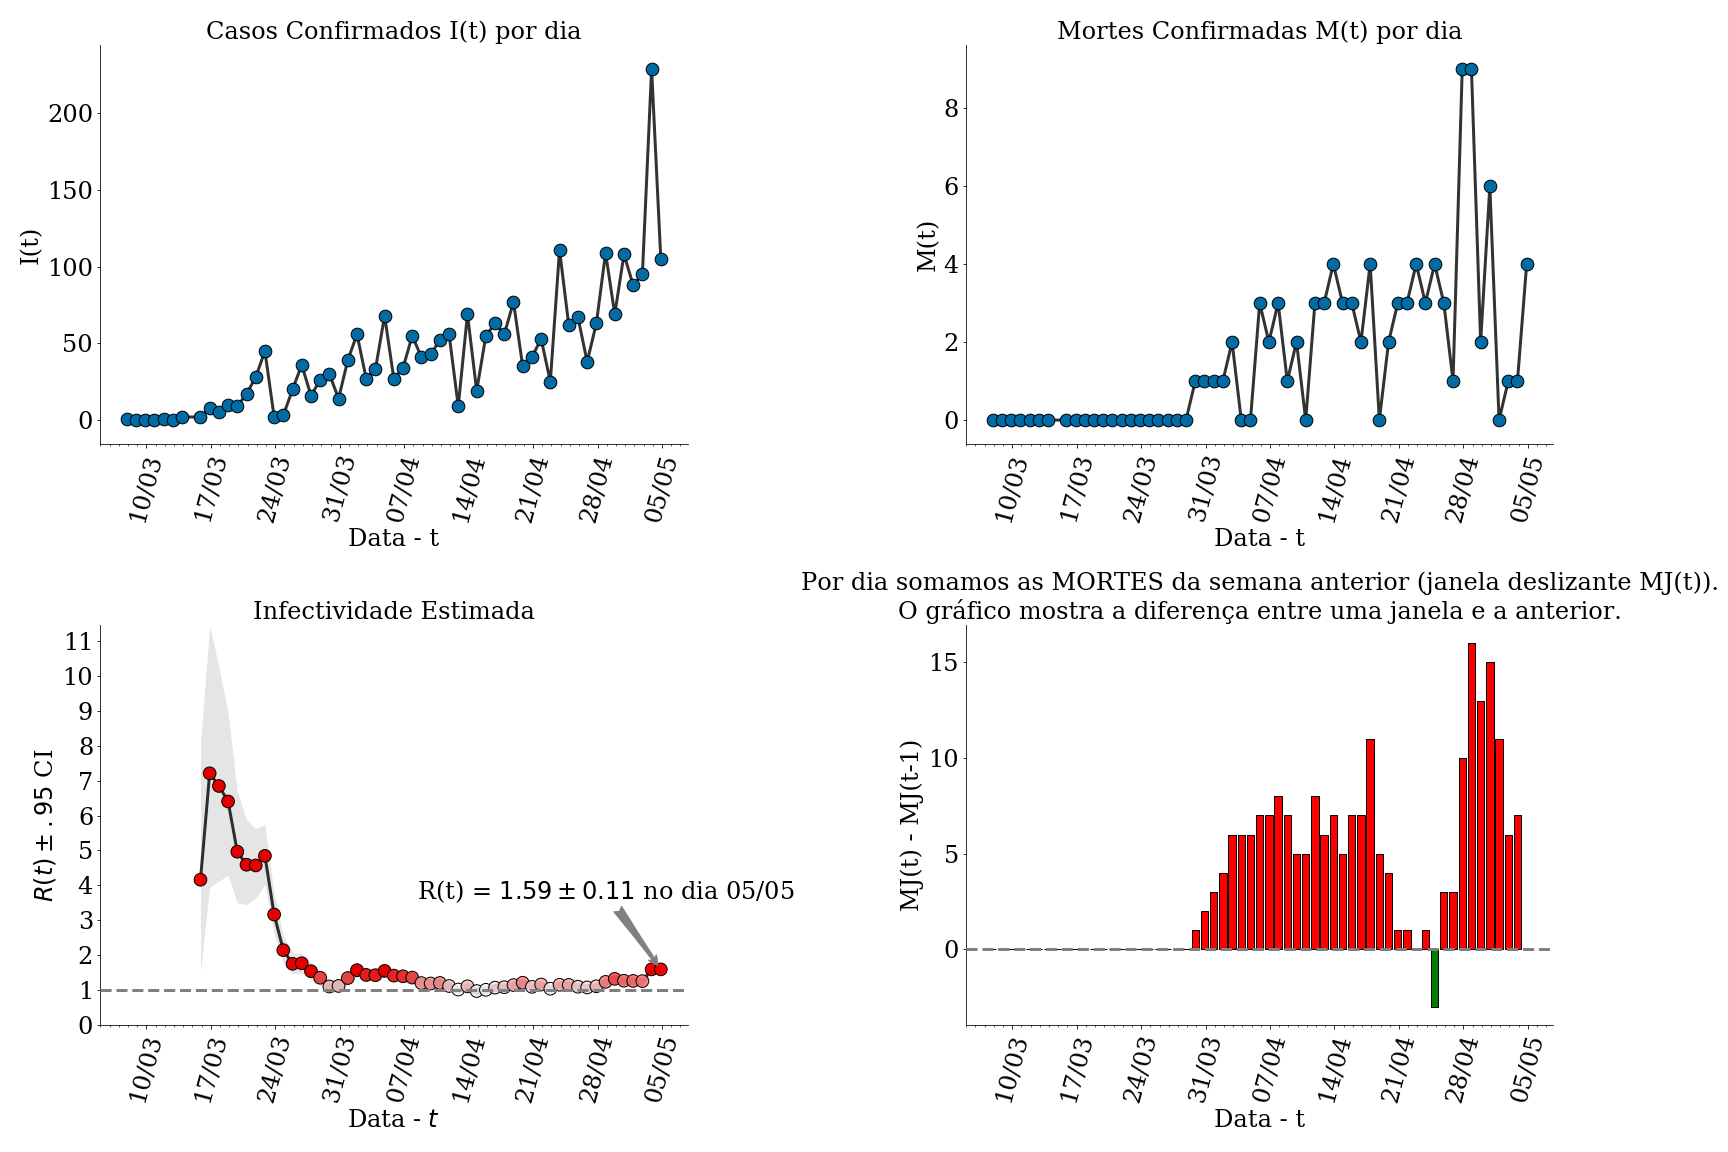 Casos Confirmados I(t) por dia
I(t)
200
150
100
50
0
10/03 17/03 24/03 31/03 07/04 14/04 21/04 28/04 05/05
Data - t
Mortes Confirmadas M(t) por dia
M(t)
8
6
4
2
0
10/03 17/03 24/03 31/03 07/04 14/04 21/04 28/04 05/05
Data - t
Infectividade Estimada
R(t) ± .95 CI
11
10
9
8
7
6
5
4
3
2
1
0
R(t) = 1.59 ± 0.11 no dia 05/05
10/03 17/03 24/03 31/03 07/04 14/04 21/04 28/04 05/05
Data - t
Por dia somamos as MORTES da semana anterior (janela deslizante MJ(t)).
O gráfico mostra a diferença entre uma janela e a anterior.
MJ(t) - MJ(t-1)
15
10
5
0
10/03 17/03 24/03 31/03 07/04 14/04 21/04 28/04 05/05
Data - t